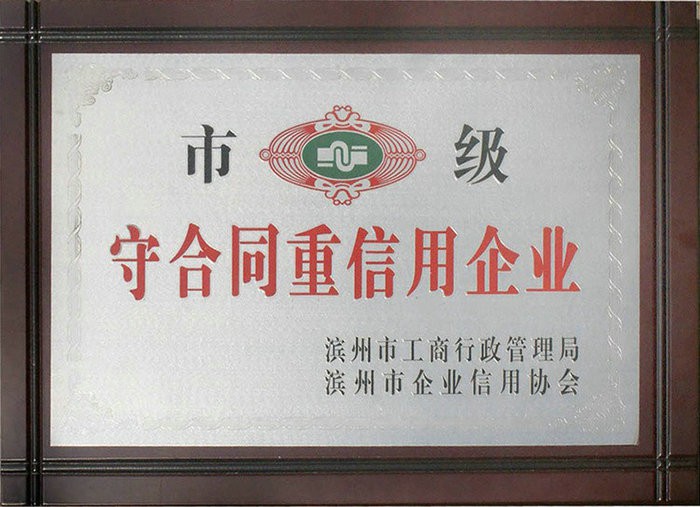 市 级
守合同重信用企业
滨州市工商行政管理局
滨州市企业信用协会